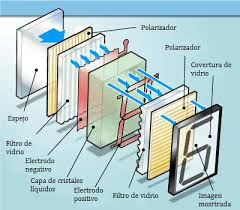 Polarizador
Polarizador
Cobertura de
vidrio
Espejo
Filtro de
vidrio
Electrodo
negativo
Capa de cristales
líquidos
Electrodo
positivo
Filtro de vidrio
Imagen
mosrtrada